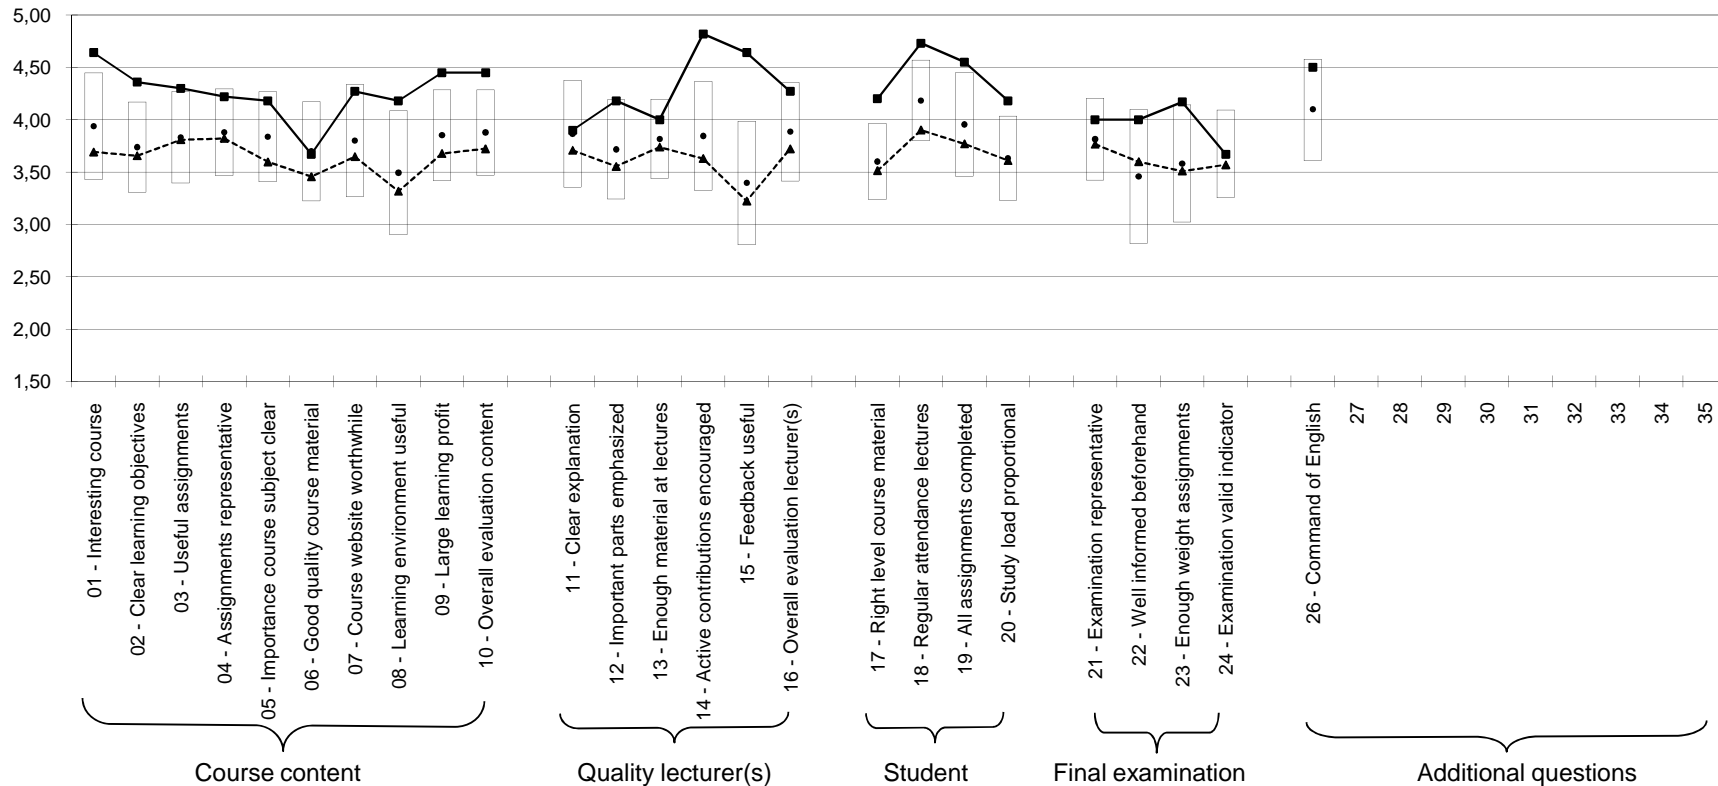 5,00
4,50
4,00
3,50
3,00
2,50
2,00
1,50
01 - Interesting course
02 - Clear learning objectives
03 - Useful assignments
04 - Assignments representative
05 - Importance course subject clear
06 - Good quality course material
07 - Course website worthwhile
08 - Learning environment useful
09 - Large learning profit
10 - Overall evaluation content
11 - Clear explanation
12 - Important parts emphasized
13 - Enough material at lectures
14 - Active contributions encouraged
15 - Feedback useful
16 - Overall evaluation lecturer(s)
17 - Right level course material
18 - Regular attendance lectures
19 - All assignments completed
20 - Study load proportional
21 - Examination representative
22 - Well informed beforehand
23 - Enough weight assignments
24 - Examination valid indicator
26 - Command of English
27
28
29
30
31
32
33
34
35
Course content
Quality lecturer(s)
Student
Final examination
Additional questions